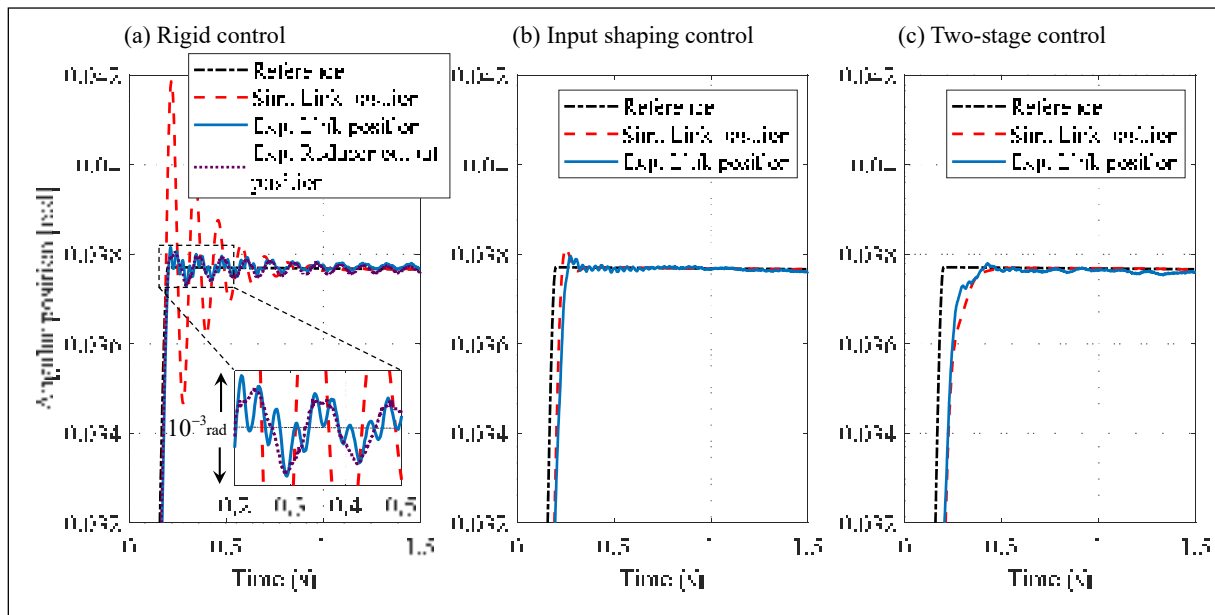 (a) Rigid control
(b) Input shaping control
(c) Two-stage control
Reference
Sim. Link position
Exp. Link position
Exp. Reducer output
position
Reference
Sim. Link position
Exp. Link position
Reference
Sim. Link position
Exp. Link position
Angular position [rad]
0.042
0.04
0.038
0.036
0.034
0.032
0
0.5
1
1.5
Time [s]
10⁻³ rad
0.2
0.3
0.4
0.5
0.042
0.04
0.038
0.036
0.034
0.032
0
0.5
1
1.5
Time [s]
0.042
0.04
0.038
0.036
0.034
0.032
0
0.5
1
1.5
Time [s]